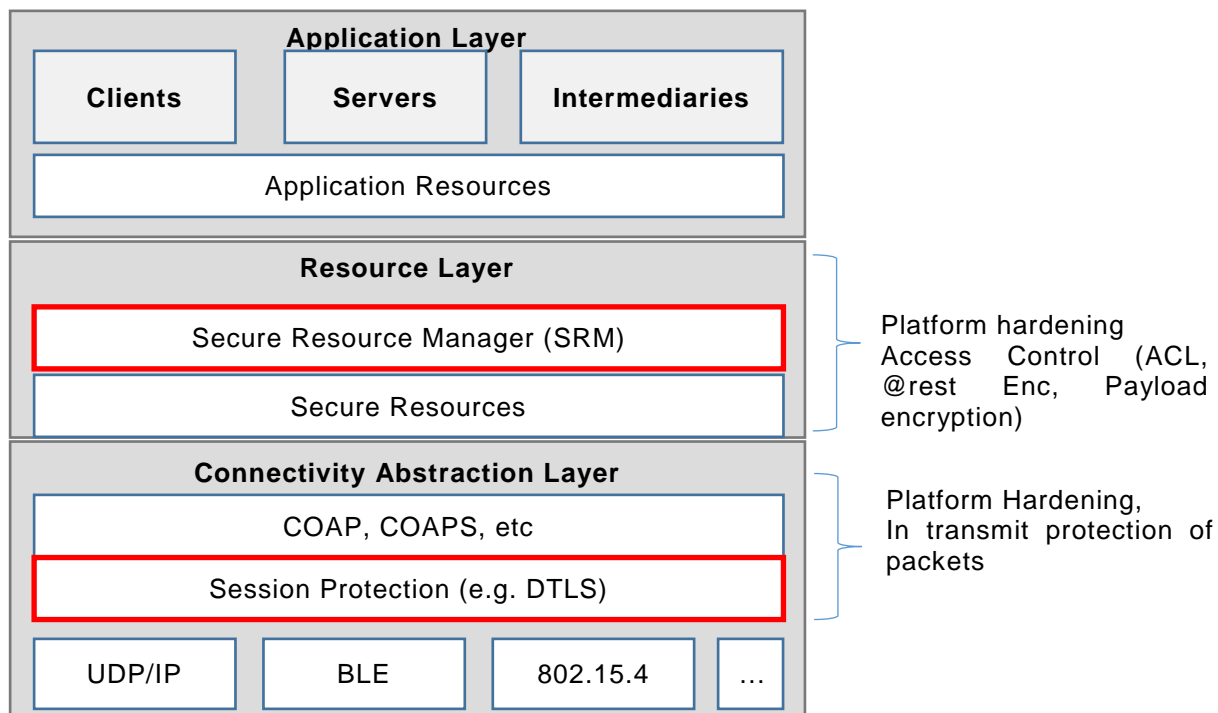 Application Layer
Clients
Servers
Intermediaries
Application Resources
Resource Layer
Secure Resource Manager (SRM)
Secure Resources
Platform hardening
Access Control (ACL,
@rest Enc, Payload
encryption)
Connectivity Abstraction Layer
COAP, COAPS, etc
Session Protection (e.g. DTLS)
UDP/IP
BLE
802.15.4
…
Platform Hardening,
In transmit protection of
packets